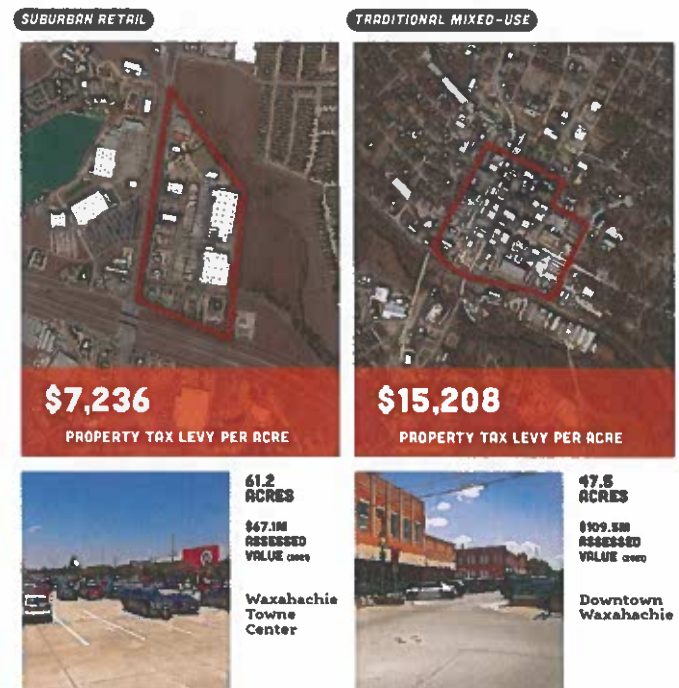 SUBURBAN RETAIL
TRADITIONAL MIXED-USE
$7,236
PROPERTY TAX LEVY PER ACRE
$15,208
PROPERTY TAX LEVY PER ACRE
61.2
ACRES
$67.1M
ASSESSED
VALUE
Waxahachie
Towne
Center
47.5
ACRES
$109.5M
ASSESSED
VALUE
Downtown
Waxahachie